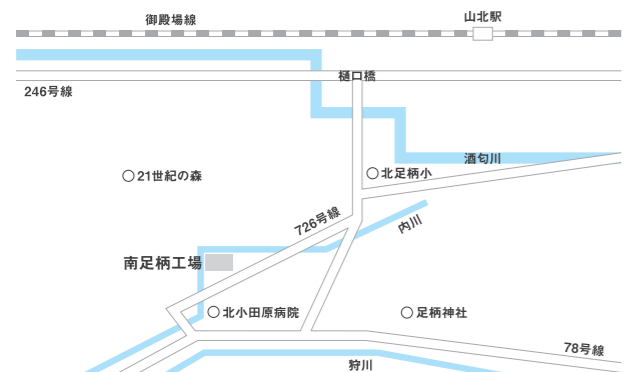 御殿場線
山北駅
樋口橋
246号線
酒匂川
北足柄小
21世紀の森
726号線
内川
南足柄工場
北小田原病院
足柄神社
78号線
狩川